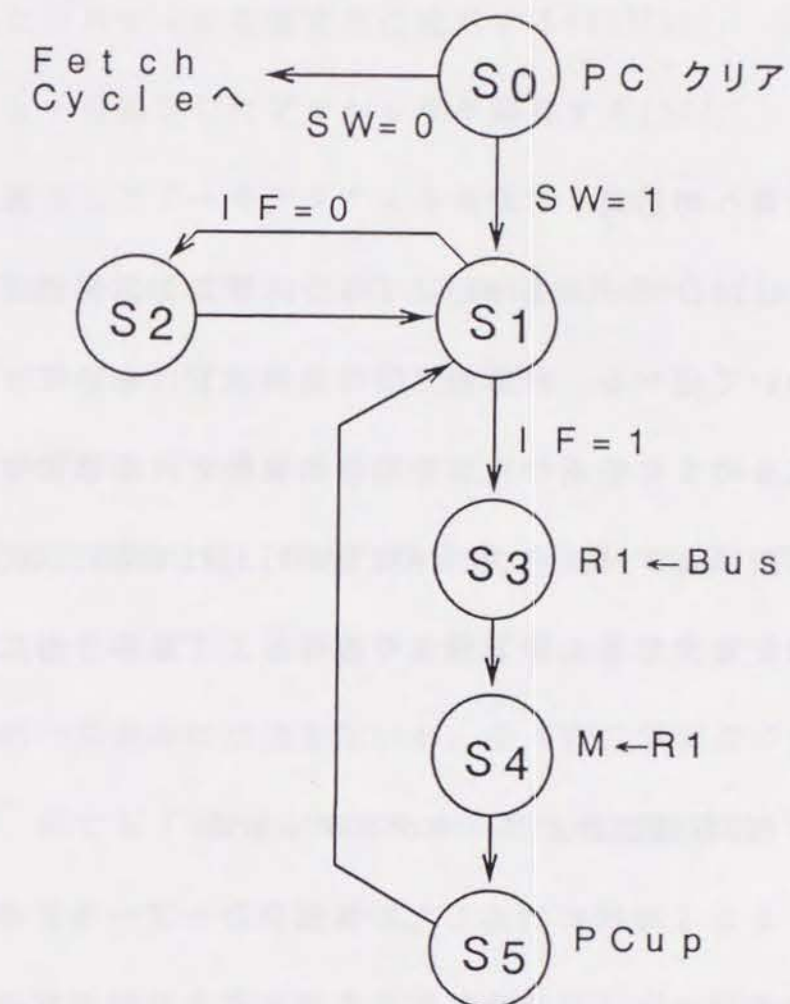 Fetch
Cycleへ
S0
PC クリア
SW=0
SW=1
IF=0
S2
S1
IF=1
S3
R1←Bus
S4
M←R1
S5
PCup